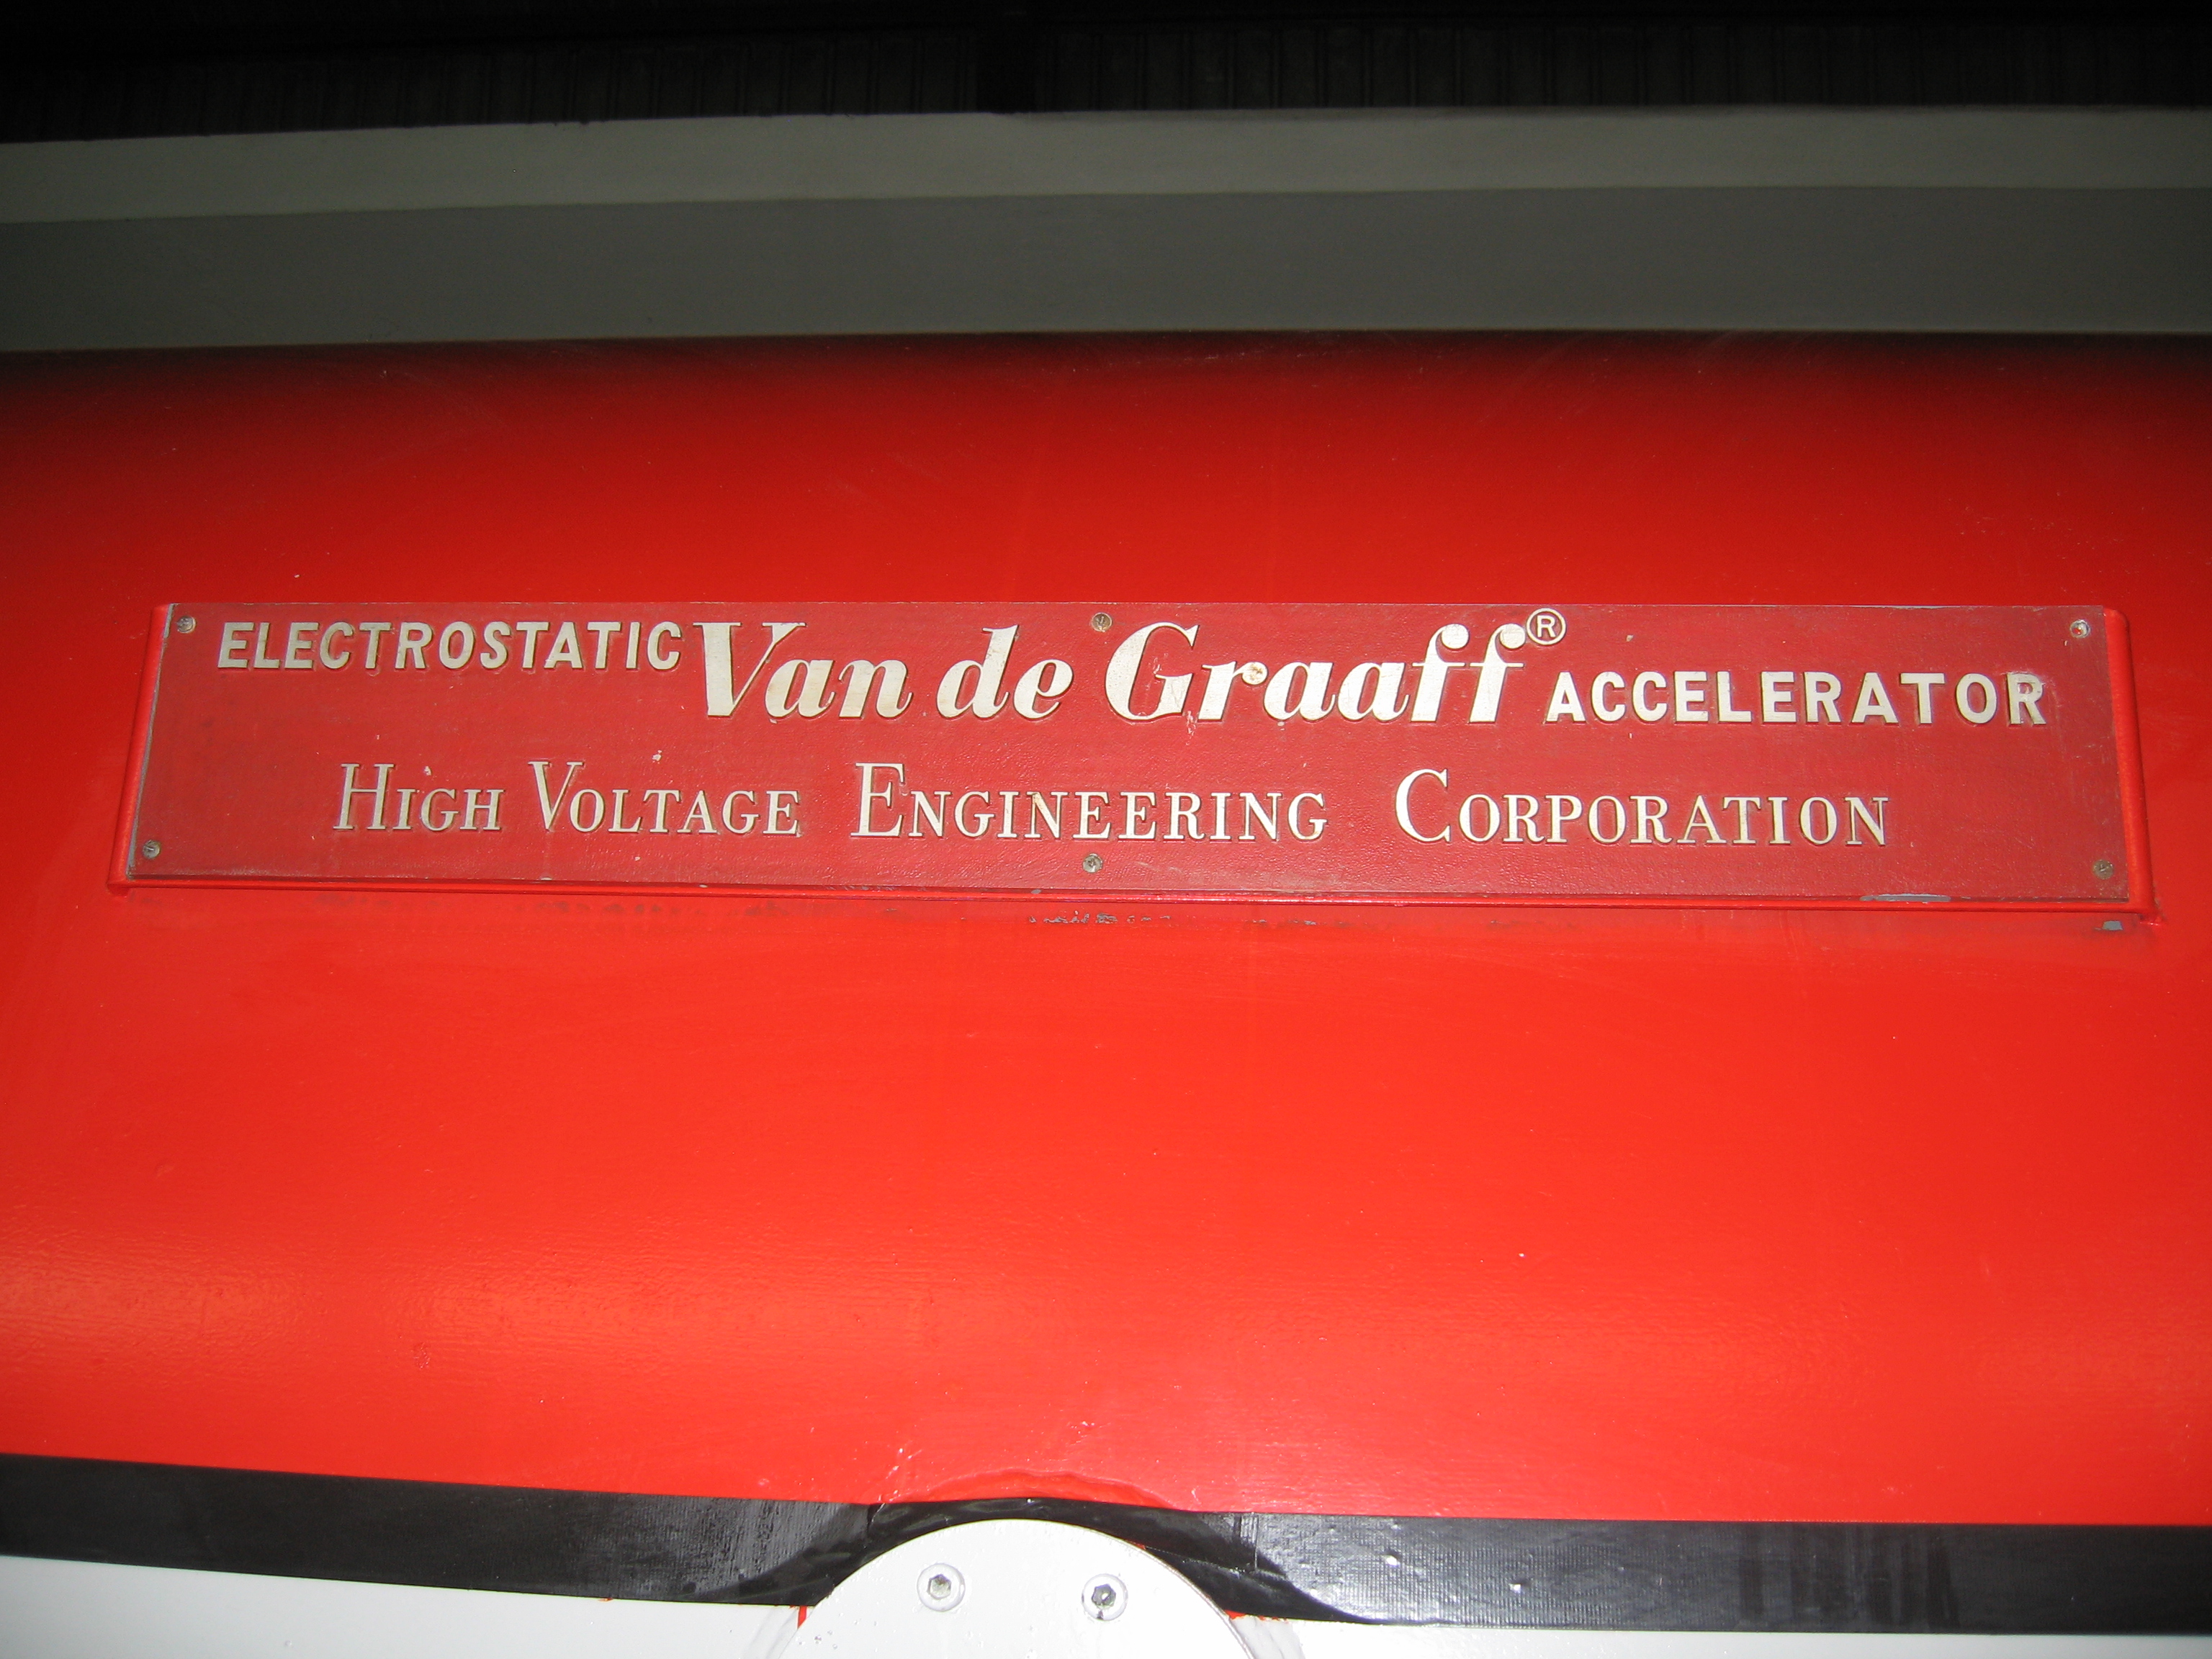 ELECTROSTATIC Van de Graaff® ACCELERATOR
HIGH VOLTAGE ENGINEERING CORPORATION